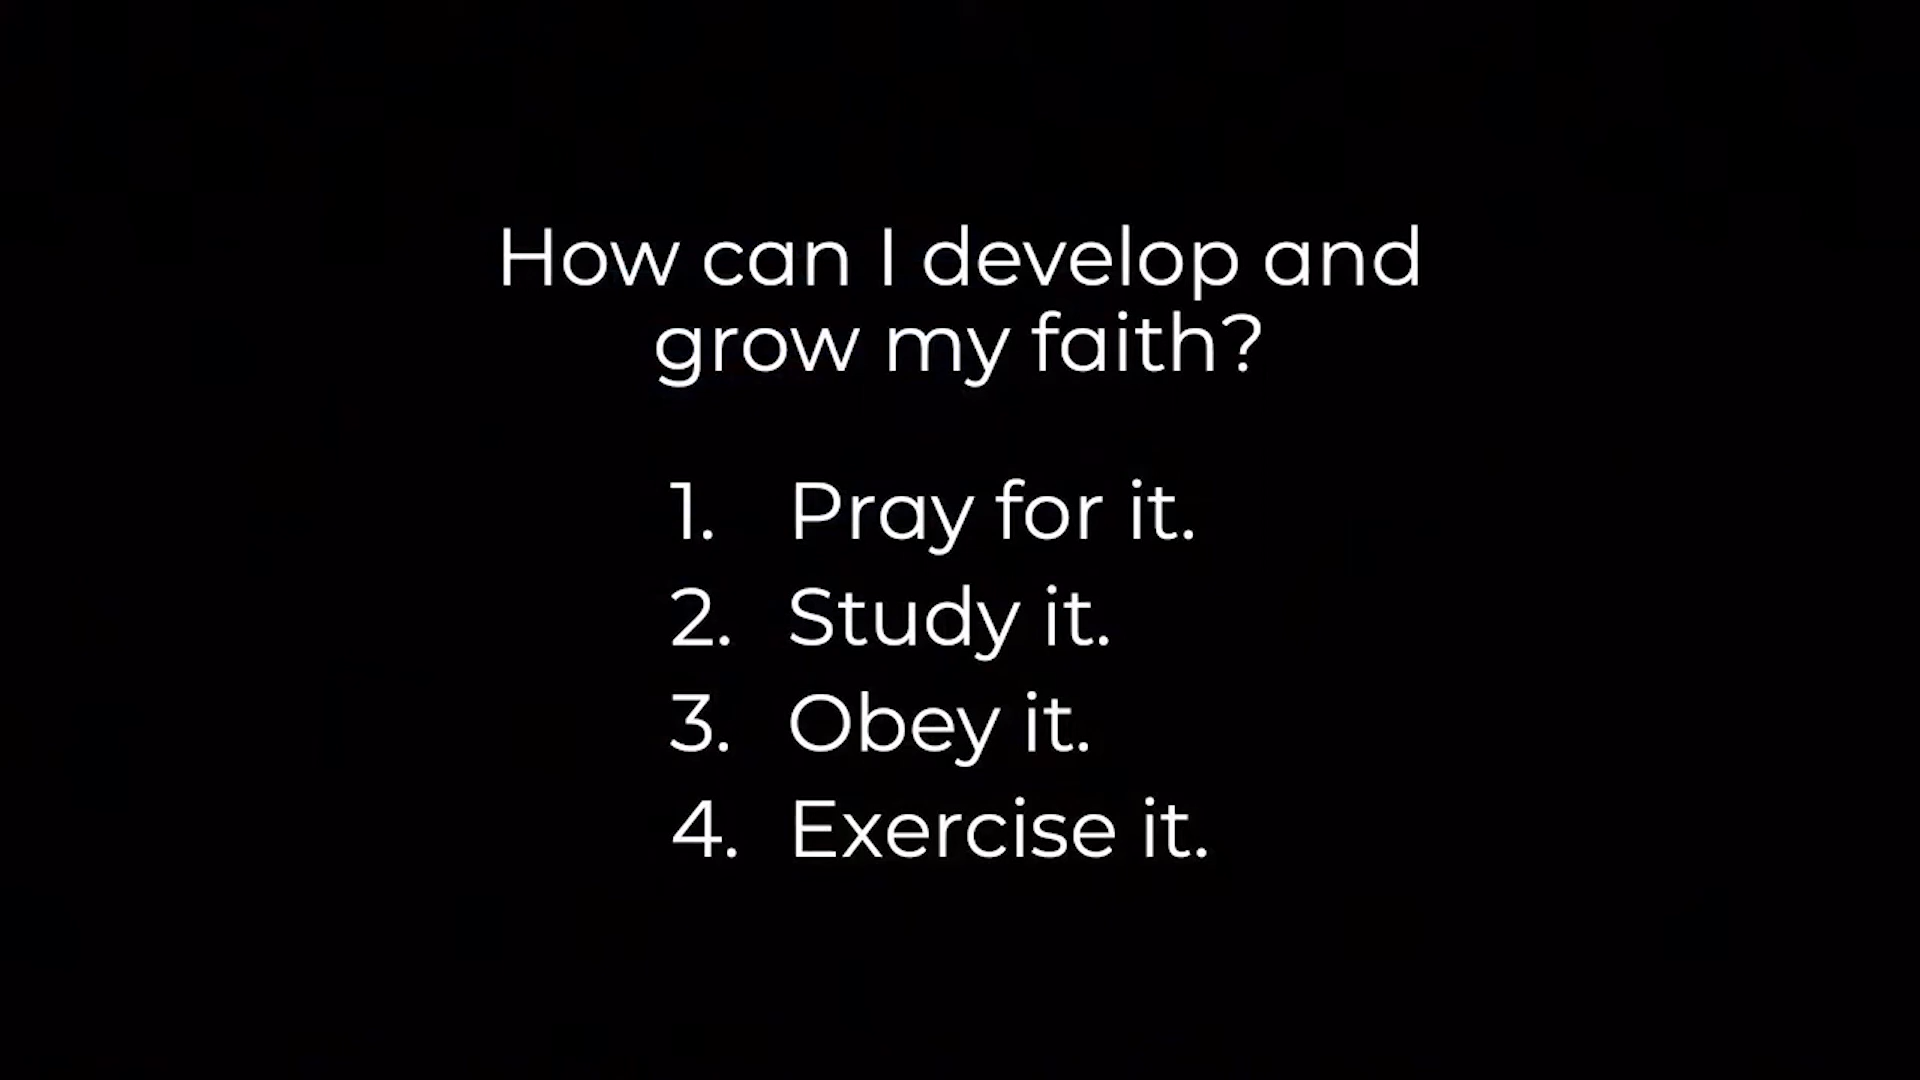 How can I develop and
grow my faith?
1. Pray for it.
2. Study it.
3. Obey it.
4. Exercise it.